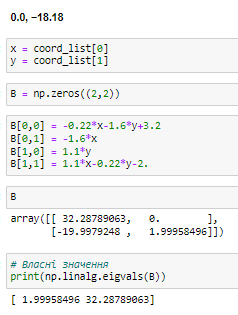 0.0, −18.18
x = coord_list[0]
y = coord_list[1]
B = np.zeros((2,2))
B[0,0] = -0.22*x-1.6*y+3.2
B[0,1] = -1.6*x
B[1,0] = 1.1*y
B[1,1] = 1.1*x-0.22*y-2.
B
array([[ 32.28789063, 0. ],
[-19.9979248 , 1.99958496]])
# Власні значення
print(np.linalg.eigvals(B))
[ 1.99958496 32.28789063]